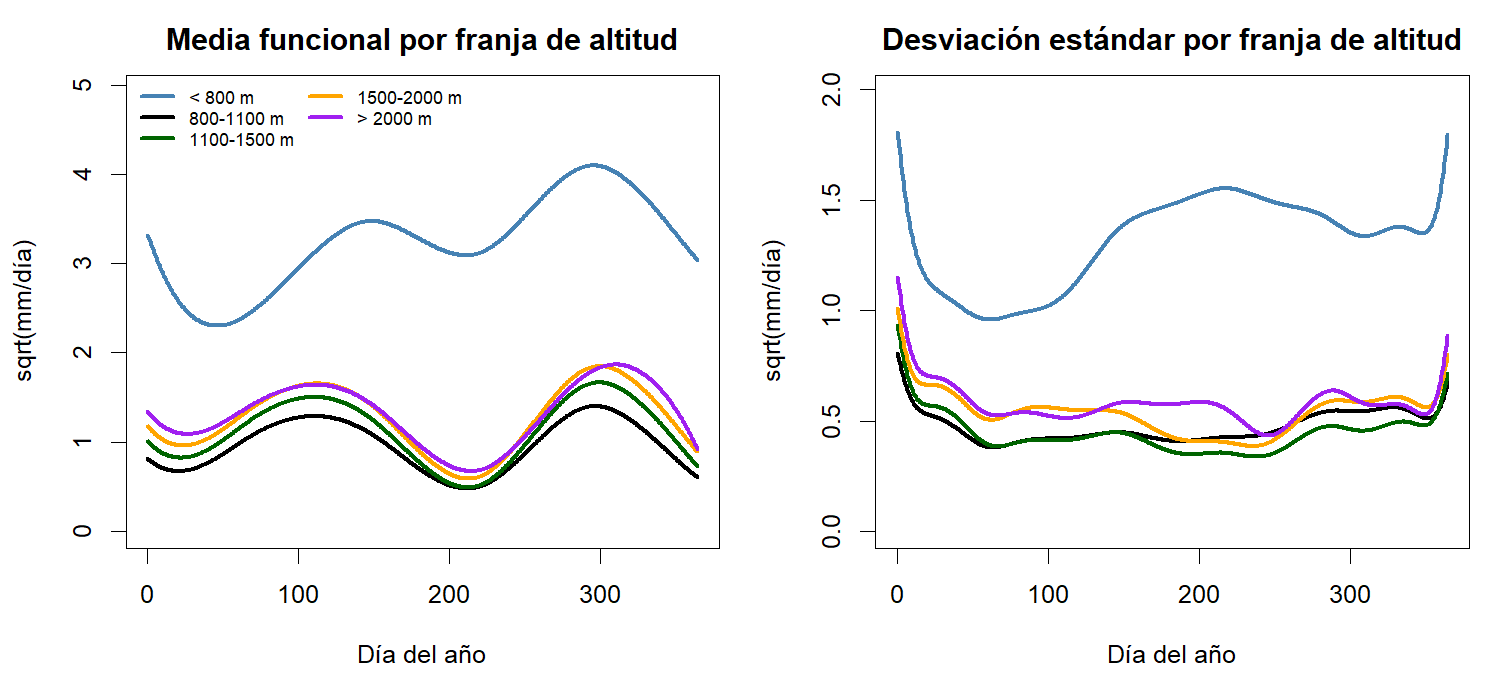 Media funcional por franja de altitud
sqrt(mm/día)
5
4
3
2
1
0
< 800 m
800-1100 m
1100-1500 m
1500-2000 m
> 2000 m
0 100 200 300
Día del año
Desviación estándar por franja de altitud
sqrt(mm/día)
2.0
1.5
1.0
0.5
0.0
0 100 200 300
Día del año